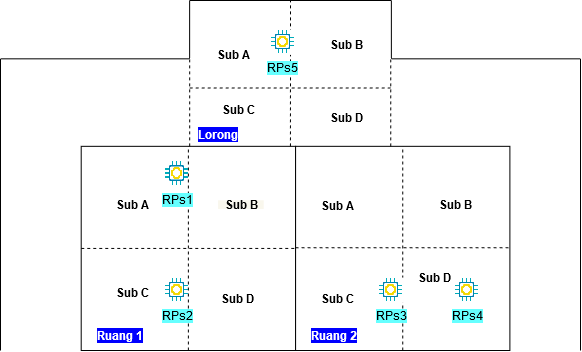 Sub A
Sub B
RPs5
Sub C
Sub D
Lorong
RPs1
Sub A
Sub B
Sub A
Sub B
Sub C
Sub D
RPs2
Ruang 1
Sub D
Sub C
RPs3
RPs4
Ruang 2